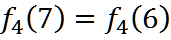 𝑓₄(7) = 𝑓₄(6)